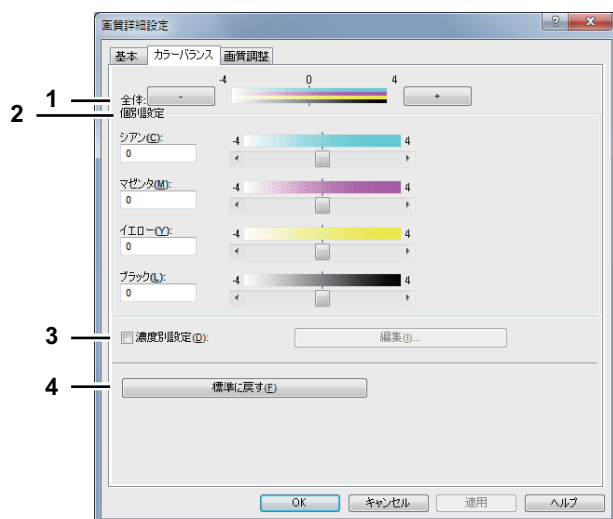 画質詳細設定
基本 カラーバランス 画質調整
-4 0 4
1 全体: - +
2 個別設定
シアン(C):
0 -4 4
マゼンタ(M):
0 -4 4
イエロー(Y):
0 -4 4
ブラック(L):
0 -4 4
3 濃度別設定(D): 編集(I)...
4 標準に戻す(F)
OK キャンセル 適用 ヘルプ